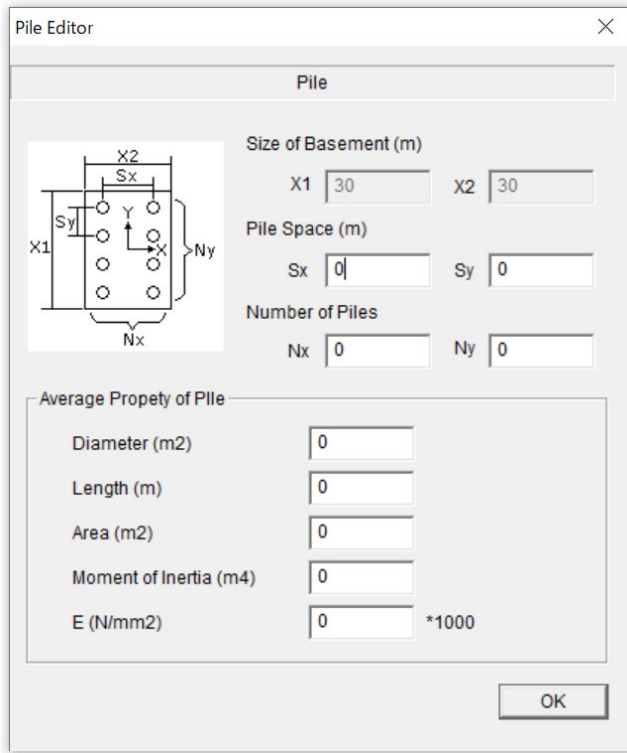 Pile Editor
Pile
X2
Sx
Sy
Y
X
X1
Ny
Nx
Size of Basement (m)
X1 30 X2 30
Pile Space (m)
Sx 0 Sy 0
Number of Piles
Nx 0 Ny 0
Average Propety of PIle
Diameter (m2) 0
Length (m) 0
Area (m2) 0
Moment of Inertia (m4) 0
E (N/mm2) 0 *1000
OK